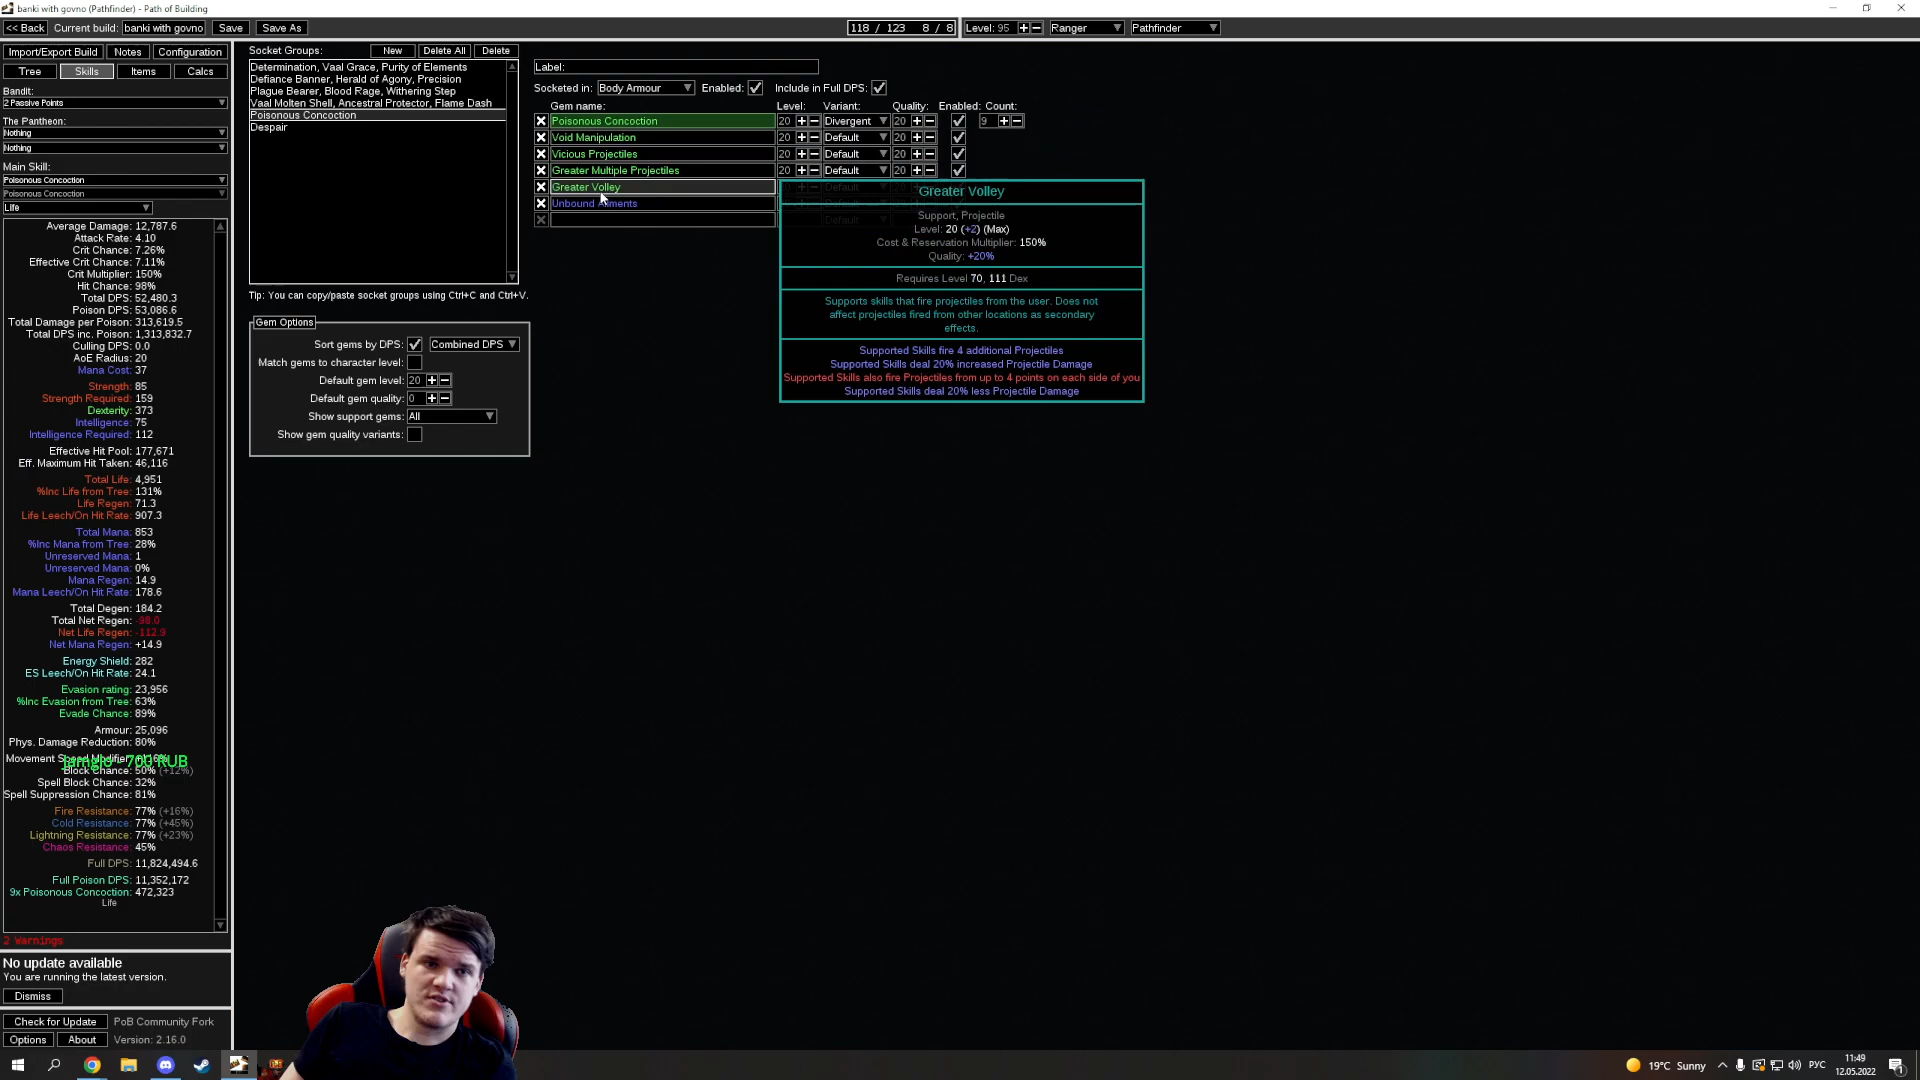 banki with govno (Pathfinder) - Path of Building
<< Back Current build: banki with govno Save Save As 118 / 123 8 / 8 Level: 95 Ranger Pathfinder
Import/Export Build Notes Configuration
Tree Skills Items Calcs
Bandit:
2 Passive Points
The Pantheon:
Nothing
Nothing
Main Skill:
Poisonous Concoction
Poisonous Concoction
Life
Average Damage: 12,787.6
Attack Rate: 4.10
Crit Chance: 7.26%
Effective Crit Chance: 7.11%
Crit Multiplier: 150%
Hit Chance: 98%
Total DPS: 52,480.3
Poison DPS: 53,086.6
Total Damage per Poison: 313,619.5
Total DPS inc. Poison: 1,313,832.7
Culling DPS: 0.0
AoE Radius: 20
Mana Cost: 37
Strength: 85
Strength Required: 159
Dexterity: 373
Intelligence: 75
Intelligence Required: 112
Effective Hit Pool: 177,671
Eff. Maximum Hit Taken: 46,116
Total Life: 4,951
%Inc Life from Tree: 131%
Life Regen: 71.3
Life Leech/On Hit Rate: 907.3
Total Mana: 853
%Inc Mana from Tree: 28%
Unreserved Mana: 1
Unreserved Mana: 0%
Mana Regen: 14.9
Mana Leech/On Hit Rate: 178.6
Total Degen: 184.2
Total Net Regen: -98.0
Net Life Regen: -112.9
Net Mana Regen: +14.9
Energy Shield: 282
ES Leech/On Hit Rate: 24.1
Evasion rating: 23,956
%Inc Evasion from Tree: 63%
Evade Chance: 89%
Armour: 25,096
Phys. Damage Reduction: 80%
Movement Speed Modifier:
- 700 RUB
Block Chance: 50% (+12%)
Spell Block Chance: 32%
Spell Suppression Chance: 81%
Fire Resistance: 77% (+16%)
Cold Resistance: 77% (+45%)
Lightning Resistance: 77% (+23%)
Chaos Resistance: 45%
Full DPS: 11,824,494.6
Full Poison DPS: 11,352,172
9x Poisonous Concoction: 472,323
Life
2 Warnings
No update available
You are running the latest version.
Dismiss
Check for Update PoB Community Fork
Options About Version: 2.16.0
Socket Groups: New Delete All Delete
Determination, Vaal Grace, Purity of Elements
Defiance Banner, Herald of Agony, Precision
Plague Bearer, Blood Rage, Withering Step
Vaal Molten Shell, Ancestral Protector, Flame Dash
Poisonous Concoction
Despair
Tip: You can copy/paste socket groups using Ctrl+C and Ctrl+V.
Gem Options
Sort gems by DPS: Combined DPS
Match gems to character level:
Default gem level: 20
Default gem quality: 0
Show support gems: All
Show gem quality variants:
Label:
Socketed in: Body Armour Enabled: Include in Full DPS:
Gem name: Level: Variant: Quality: Enabled: Count:
Poisonous Concoction 20 Divergent 20 9
Void Manipulation 20 Default 20
Vicious Projectiles 20 Default 20
Greater Multiple Projectiles 20 Default 20
Greater Volley Default 20
Unbound Ailments Default 20
Default
Greater Volley
Support, Projectile
Level: 20 (+2) (Max)
Cost & Reservation Multiplier: 150%
Quality: +20%
Requires Level 70, 111 Dex
Supports skills that fire projectiles from the user. Does not
affect projectiles fired from other locations as secondary
effects.
Supported Skills fire 4 additional Projectiles
Supported Skills deal 20% increased Projectile Damage
Supported Skills also fire Projectiles from up to 4 points on each side of you
Supported Skills deal 20% less Projectile Damage
19°C Sunny РУС 11:49
12.05.2022